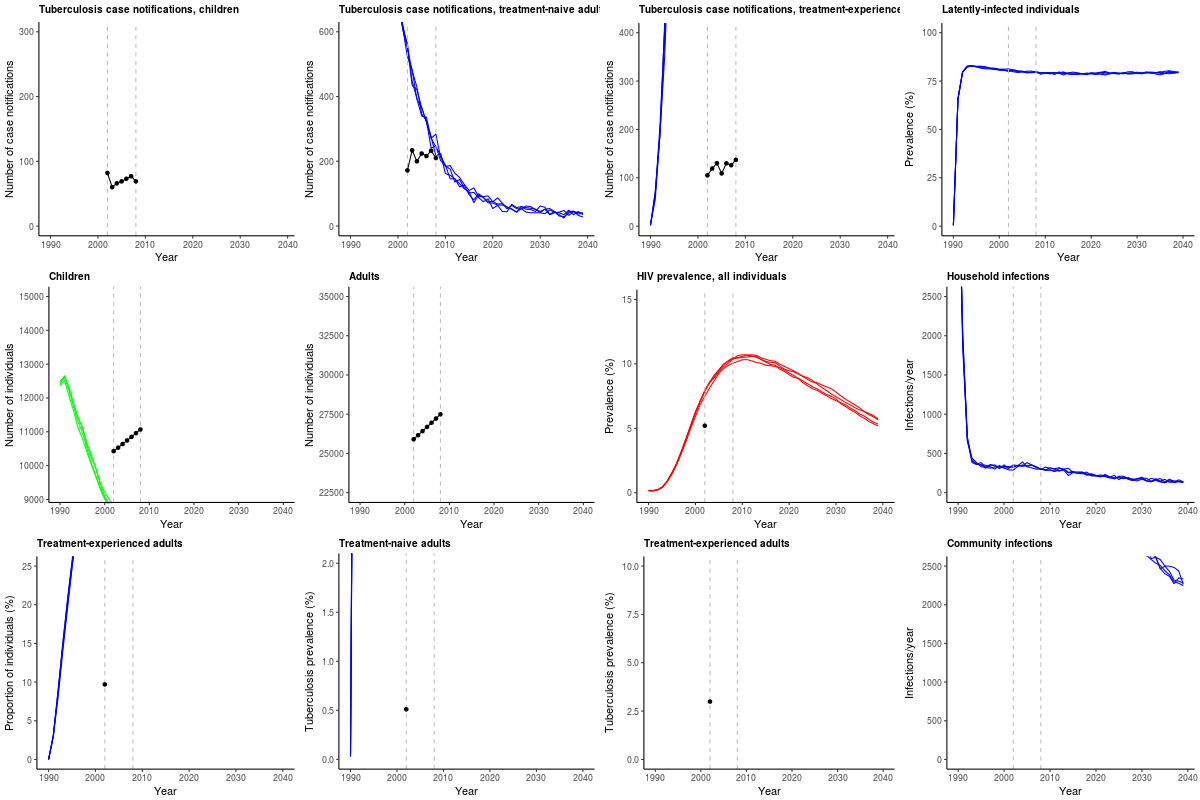 Tuberculosis case notifications, children
Number of case notifications
300
200
100
0
1990 2000 2010 2020 2030 2040
Year
Tuberculosis case notifications, treatment-naive adul
Number of case notifications
600
400
200
0
1990 2000 2010 2020 2030 2040
Year
Tuberculosis case notifications, treatment-experience
Number of case notifications
400
300
200
100
0
1990 2000 2010 2020 2030 2040
Year
Latently-infected individuals
Prevalence (%)
100
75
50
25
0
1990 2000 2010 2020 2030 2040
Year
Children
Number of individuals
15000
14000
13000
12000
11000
10000
9000
1990 2000 2010 2020 2030 2040
Year
Adults
Number of individuals
35000
32500
30000
27500
25000
22500
1990 2000 2010 2020 2030 2040
Year
HIV prevalence, all individuals
Prevalence (%)
15
10
5
0
1990 2000 2010 2020 2030 2040
Year
Household infections
Infections/year
2500
2000
1500
1000
500
0
1990 2000 2010 2020 2030 2040
Year
Treatment-experienced adults
Proportion of individuals (%)
25
20
15
10
5
0
1990 2000 2010 2020 2030 2040
Year
Treatment-naive adults
Tuberculosis prevalence (%)
2.0
1.5
1.0
0.5
0.0
1990 2000 2010 2020 2030 2040
Year
Treatment-experienced adults
Tuberculosis prevalence (%)
10.0
7.5
5.0
2.5
0.0
1990 2000 2010 2020 2030 2040
Year
Community infections
Infections/year
2500
2000
1500
1000
500
0
1990 2000 2010 2020 2030 2040
Year